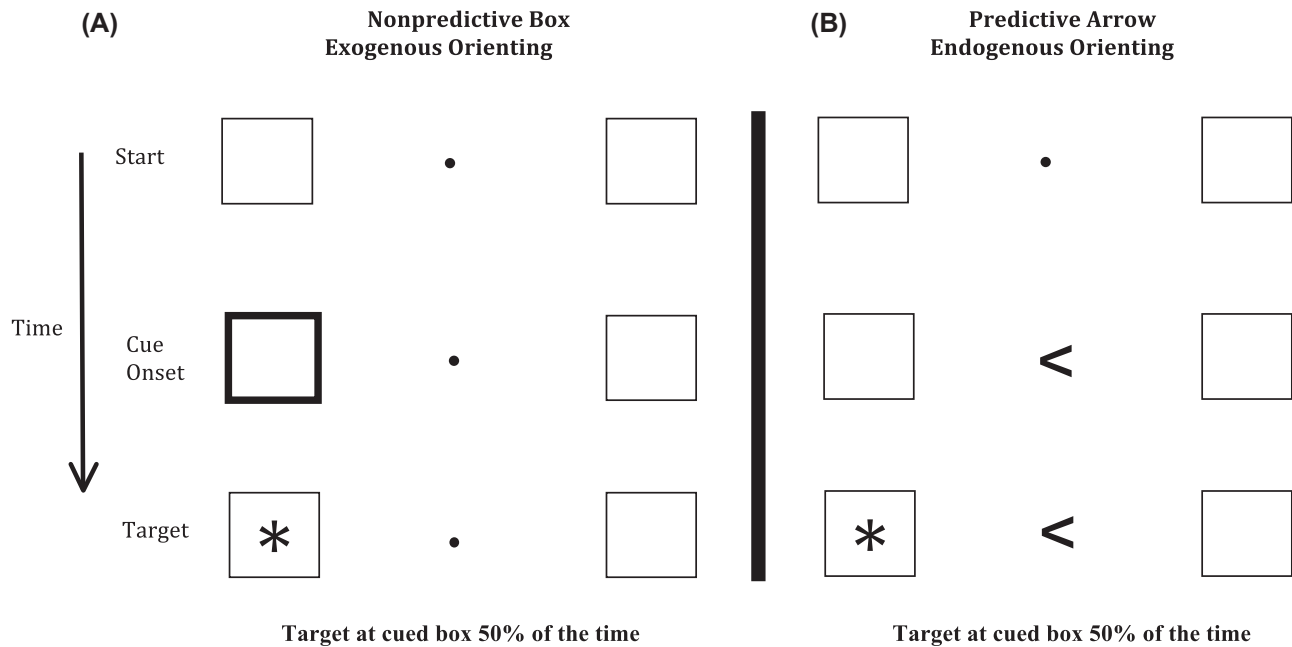 (A)
Nonpredictive Box
Exogenous Orienting
(B)
Predictive Arrow
Endogenous Orienting
Start
Time
Cue
Onset
<
Target
*
*
<
Target at cued box 50% of the time
Target at cued box 50% of the time